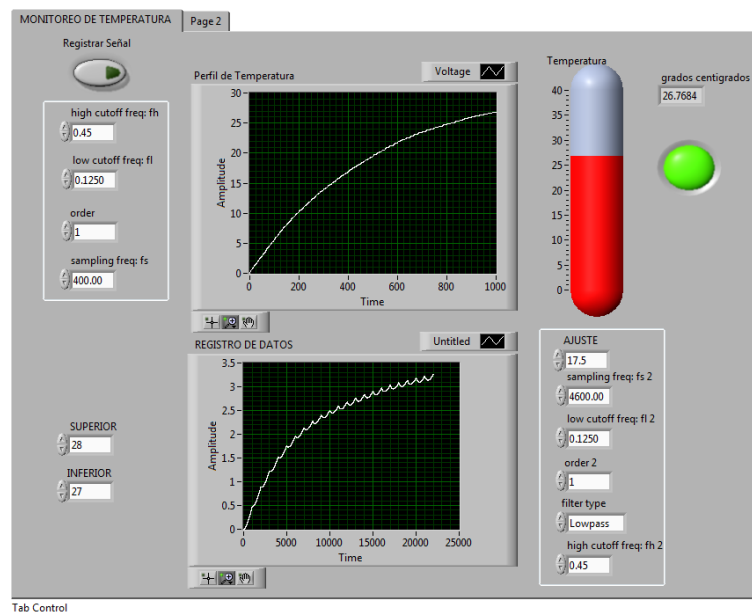 MONITOREO DE TEMPERATURA
Page 2
Registrar Señal
high cutoff freq: fh
0.45
low cutoff freq: fl
0.1250
order
1
sampling freq: fs
400.00
SUPERIOR
28
INFERIOR
27
Perfil de Temperatura
Voltage
30
25
20
15
10
5
0
Amplitude
0 200 400 600 800 1000
Time
REGISTRO DE DATOS
Untitled
3.5
3
2.5
2
1.5
1
0.5
0
Amplitude
0 5000 10000 15000 20000 25000
Time
Temperatura
40
35
30
25
20
15
10
5
0
grados centigrados
26.7684
AJUSTE
17.5
sampling freq: fs 2
4600.00
low cutoff freq: fl 2
0.1250
order 2
1
filter type
Lowpass
high cutoff freq: fh 2
0.45
Tab Control